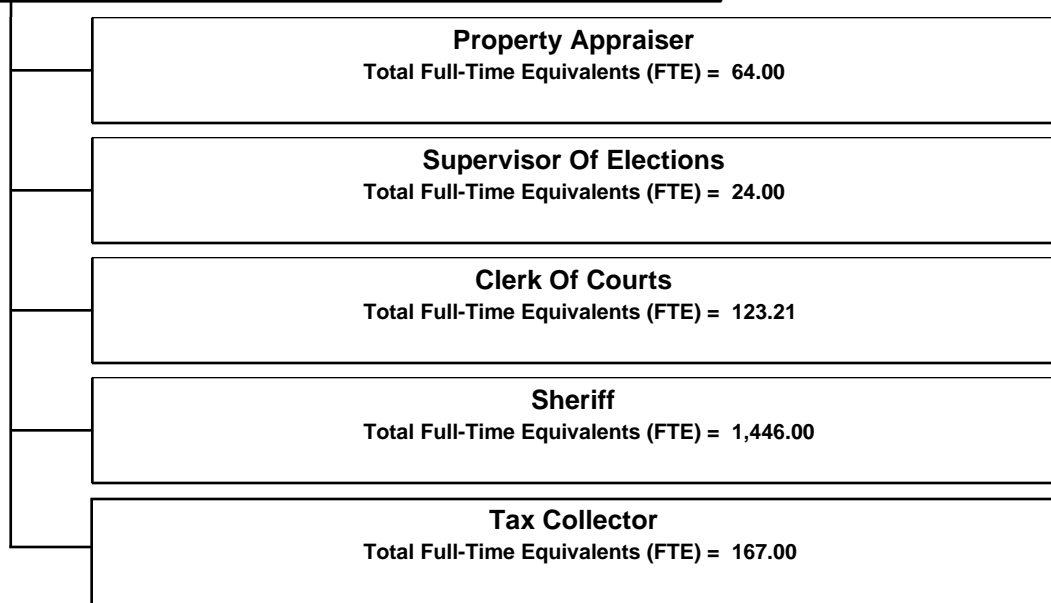 Property Appraiser
Total Full-Time Equivalents (FTE) = 64.00
Supervisor Of Elections
Total Full-Time Equivalents (FTE) = 24.00
Clerk Of Courts
Total Full-Time Equivalents (FTE) = 123.21
Sheriff
Total Full-Time Equivalents (FTE) = 1,446.00
Tax Collector
Total Full-Time Equivalents (FTE) = 167.00